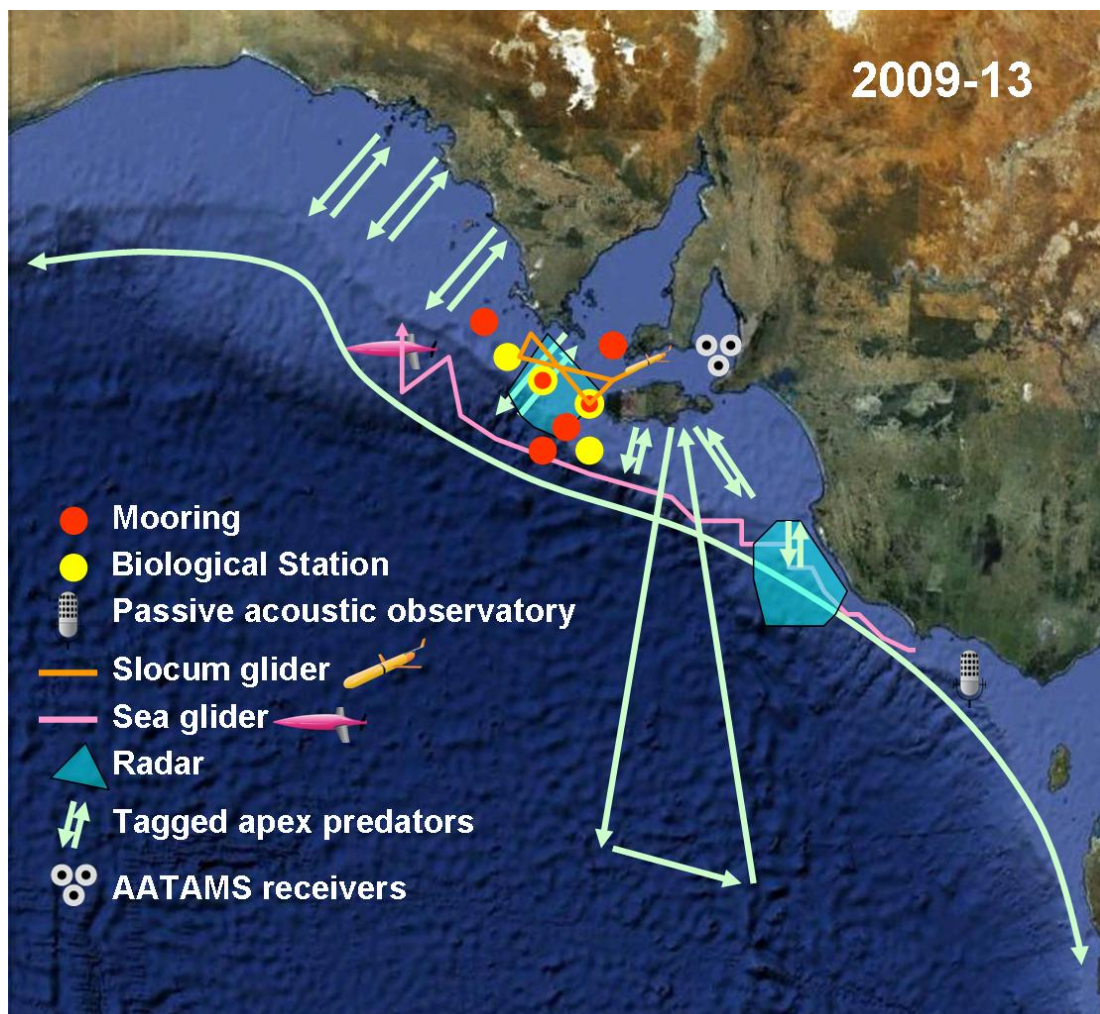 2009-13
Mooring
Biological Station
Passive acoustic observatory
Slocum glider
Sea glider
Radar
Tagged apex predators
AATAMS receivers